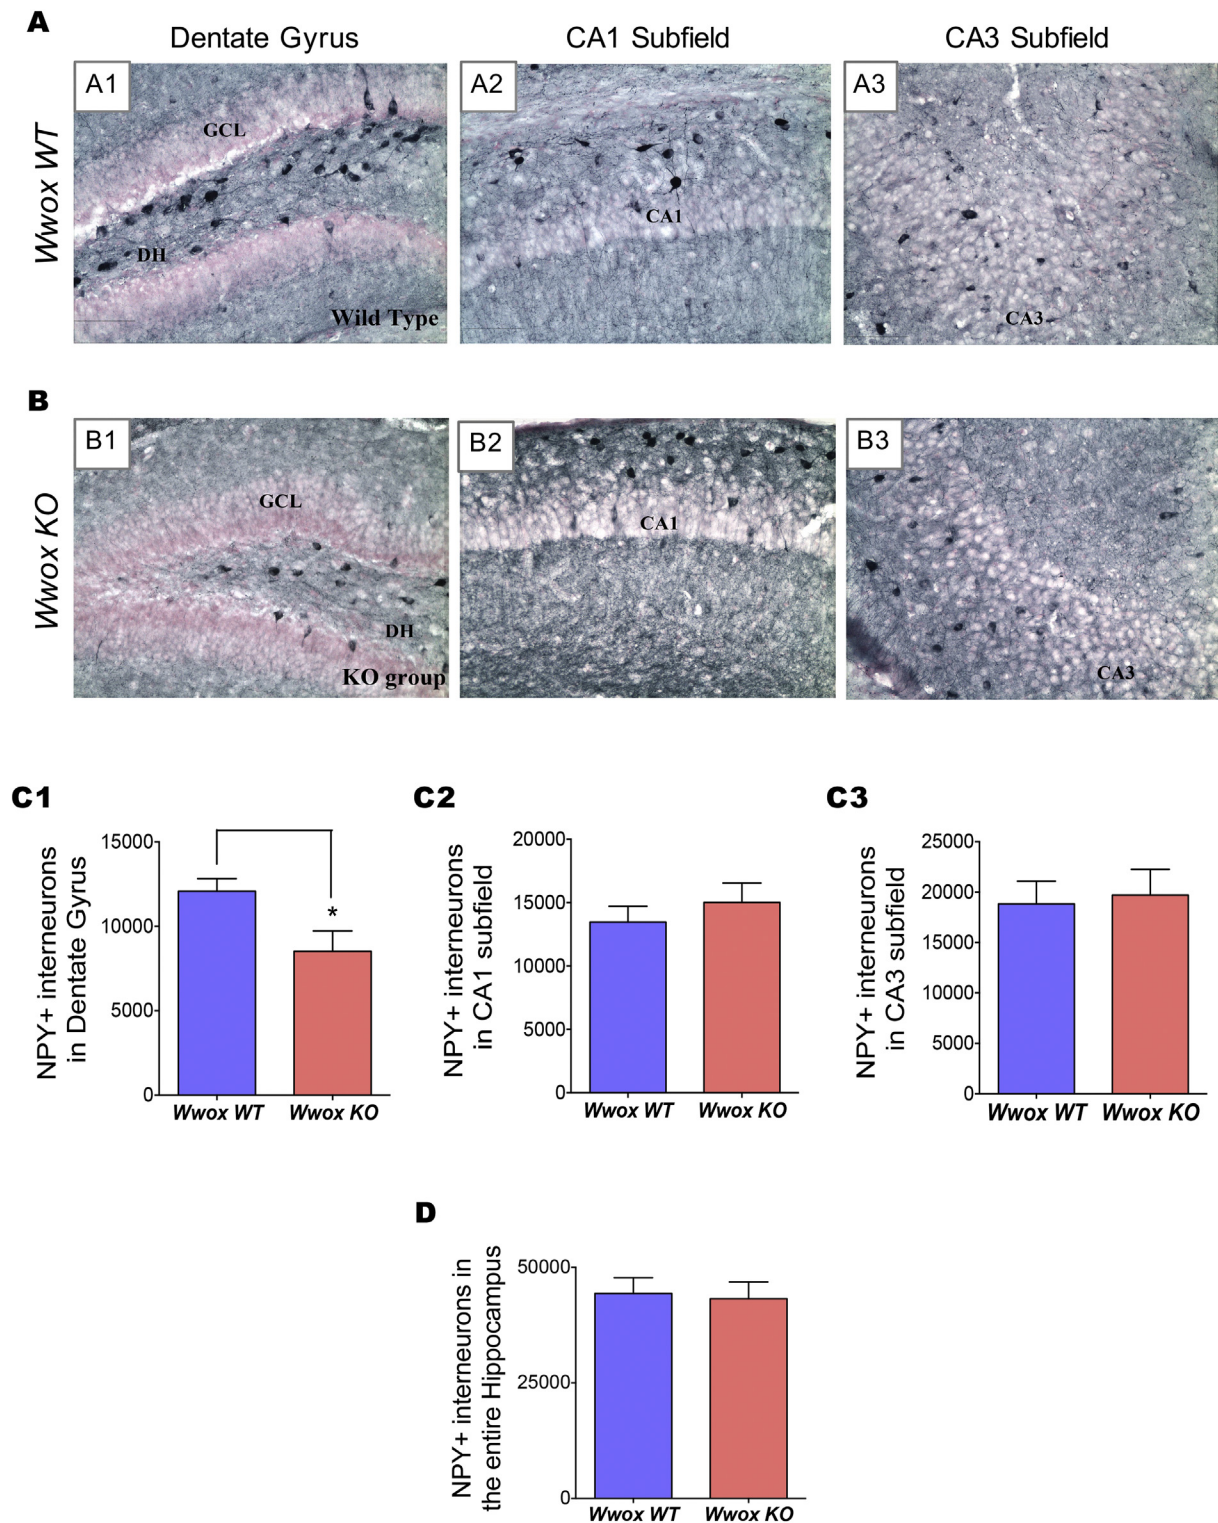 A
Dentate Gyrus
CA1 Subfield
CA3 Subfield
Wwox WT
A1
GCL
DH
Wild Type
A2
CA1
A3
CA3
B
Wwox KO
B1
GCL
DH
KO group
B2
CA1
B3
CA3
C1
NPY+ interneurons
in Dentate Gyrus
15000
10000
5000
0
*
Wwox WT
Wwox KO
C2
NPY+ interneurons
in CA1 subfield
20000
15000
10000
5000
0
Wwox WT
Wwox KO
C3
NPY+ interneurons
in CA3 subfield
25000
20000
15000
10000
5000
0
Wwox WT
Wwox KO
D
NPY+ interneurons in
the entire Hippocampus
50000
25000
0
Wwox WT
Wwox KO